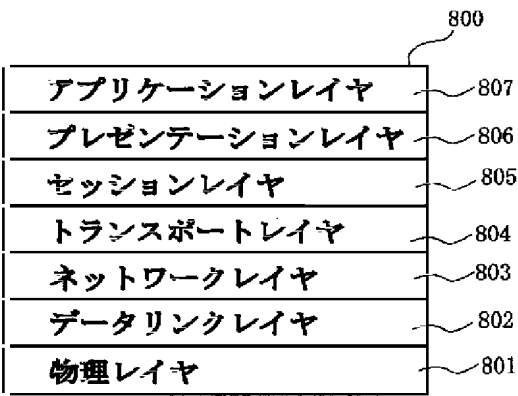 800
アプリケーションレイヤ 807
プレゼンテーションレイヤ 806
セッションレイヤ 805
トランスポートレイヤ 804
ネットワークレイヤ 803
データリンクレイヤ 802
物理レイヤ 801